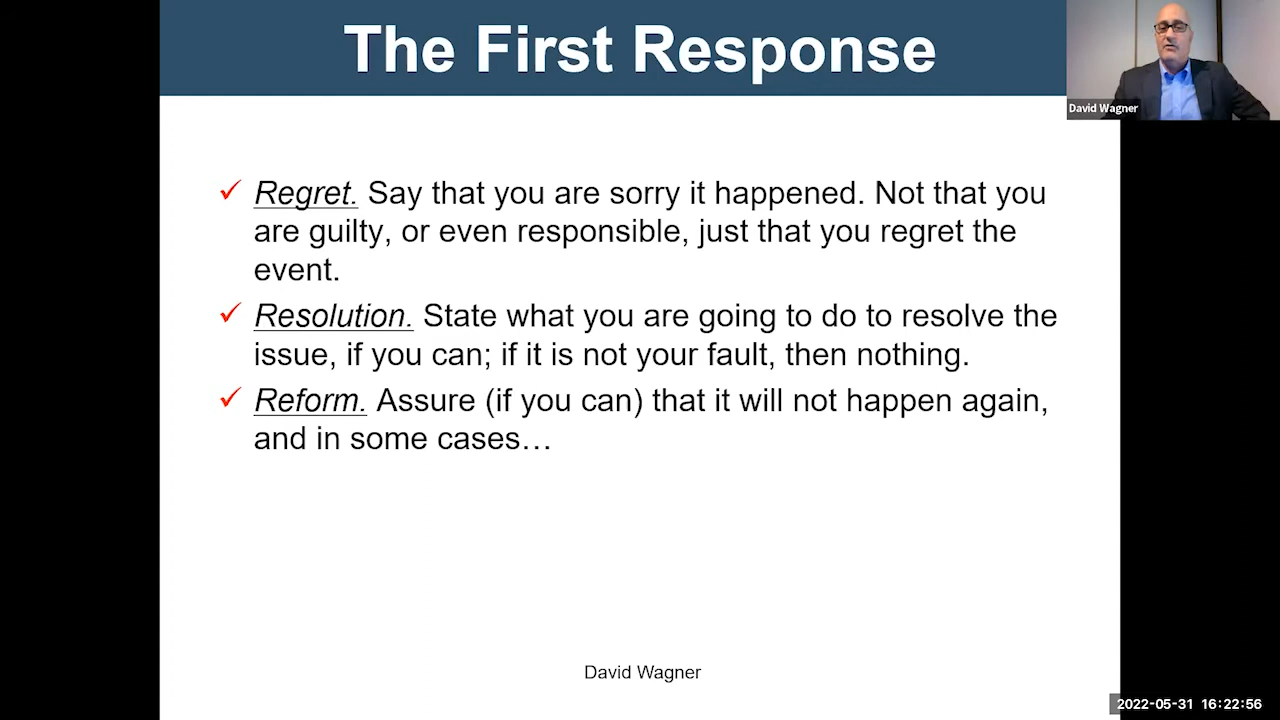 The First Response
David Wagner
Regret. Say that you are sorry it happened. Not that you
are guilty, or even responsible, just that you regret the
event.
Resolution. State what you are going to do to resolve the
issue, if you can; if it is not your fault, then nothing.
Reform. Assure (if you can) that it will not happen again,
and in some cases…
David Wagner
2022-05-31 16:22:56